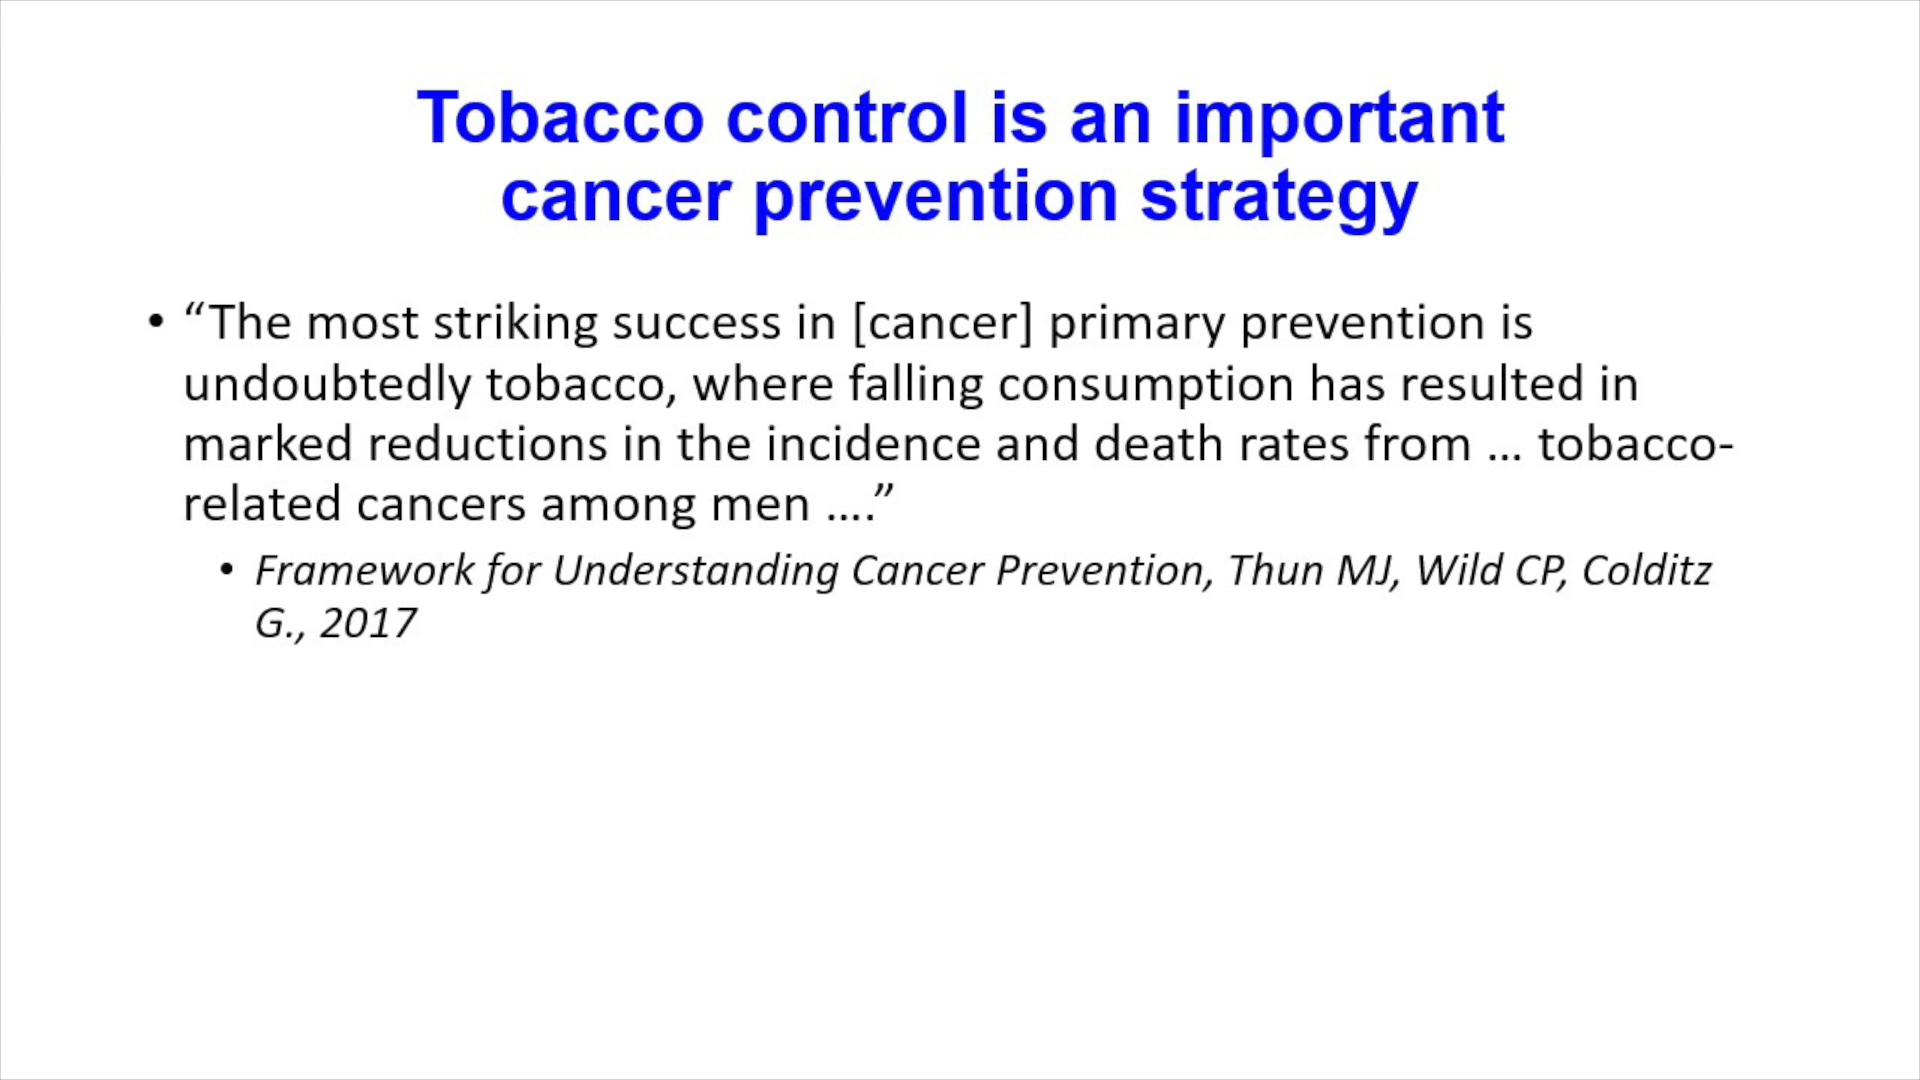 Tobacco control is an important
cancer prevention strategy
• “The most striking success in [cancer] primary prevention is
undoubtedly tobacco, where falling consumption has resulted in
marked reductions in the incidence and death rates from … tobacco-
related cancers among men ….”
• Framework for Understanding Cancer Prevention, Thun MJ, Wild CP, Colditz
G., 2017